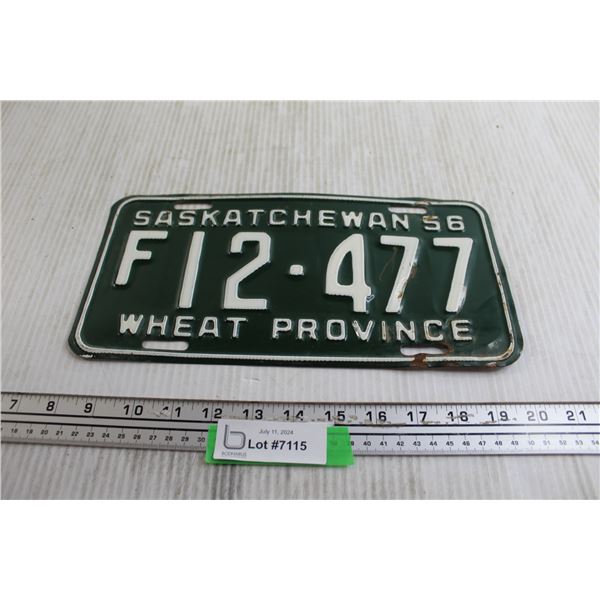 SASKATCHEWAN 56
F12·477
WHEAT PROVINCE
7 8 9 10 11 12 13 14 15 16 17 18 19 20 21
July 11, 2024
b Lot #7115
BODNARUS